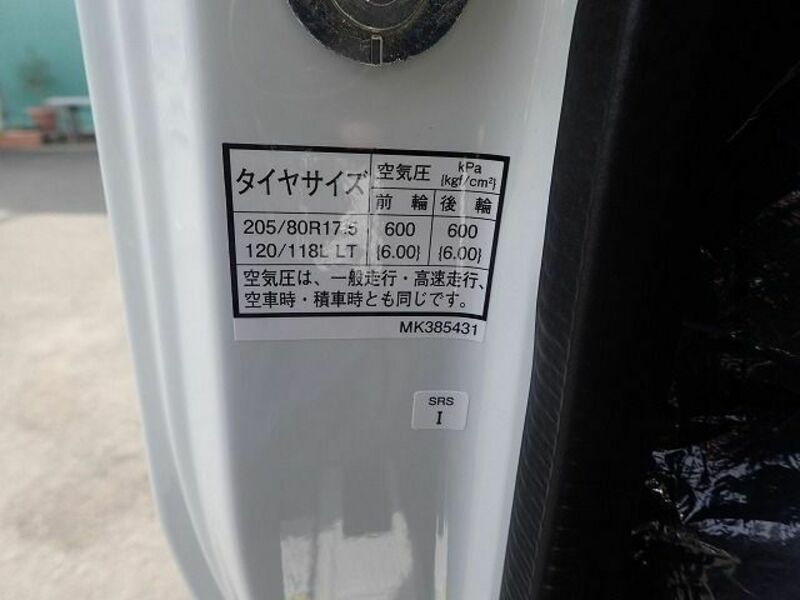 タイヤサイズ 空気圧 kPa {kgf/cm²}
前輪 後輪
205/80R17.5 600 600
120/118L LT {6.00} {6.00}
空気圧は、一般走行・高速走行、
空車時・積車時とも同じです。
MK385431
SRS
I